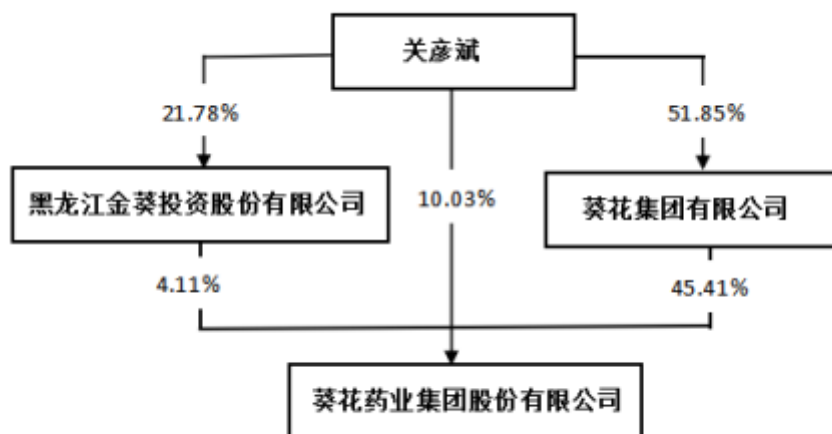 关彦斌
21.78%
51.85%
黑龙江金葵投资股份有限公司
10.03%
葵花集团有限公司
4.11%
45.41%
葵花药业集团股份有限公司